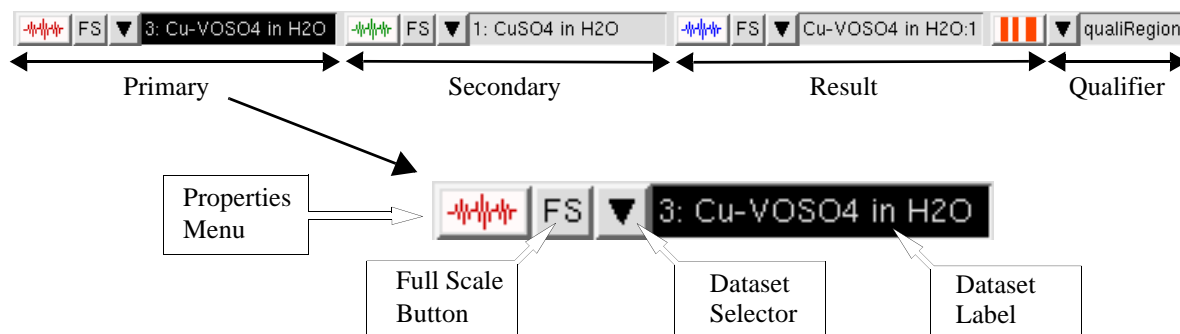 FS 3: Cu-VOSO4 in H2O FS 1: CuSO4 in H2O FS Cu-VOSO4 in H2O:1 qualiRegion
Primary Secondary Result Qualifier
Properties
Menu
FS 3: Cu-VOSO4 in H2O
Full Scale
Button
Dataset
Selector
Dataset
Label